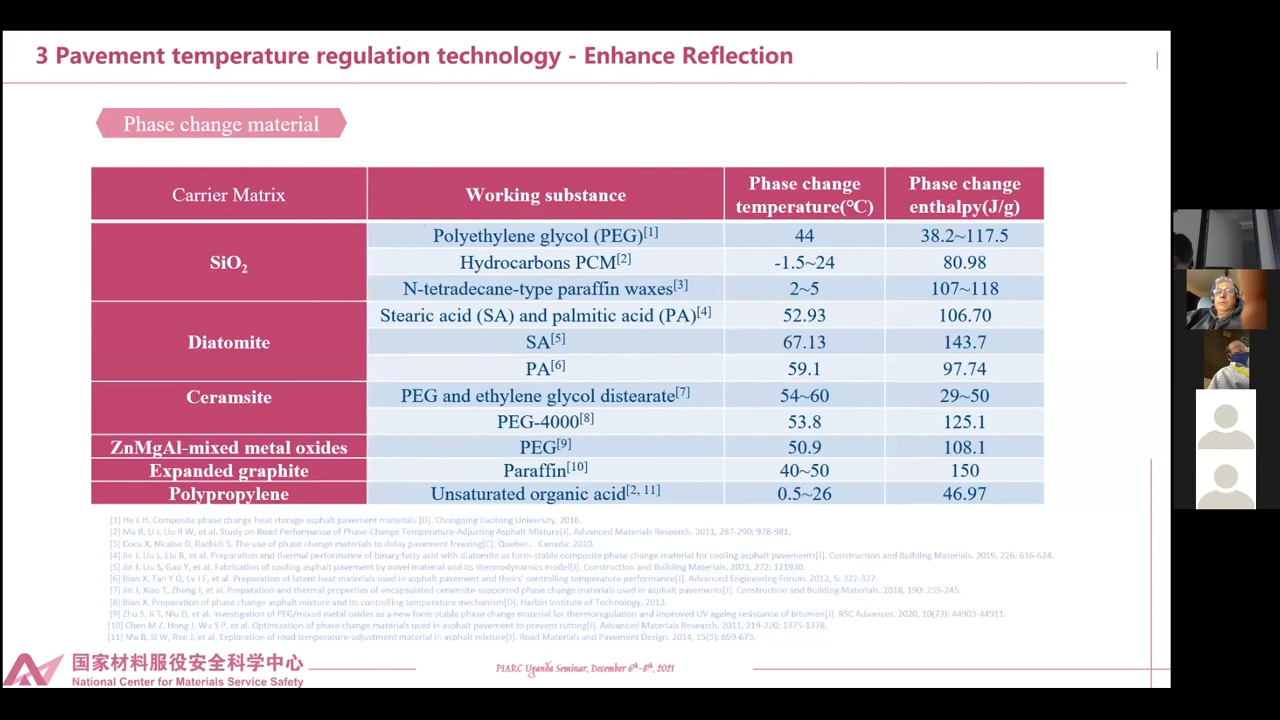 3 Pavement temperature regulation technology - Enhance Reflection
Phase change material
Carrier Matrix Working substance Phase change temperature(℃) Phase change enthalpy(J/g)
SiO₂ Polyethylene glycol (PEG)[1] 44 38.2~117.5
Hydrocarbons PCM[2] -1.5~24 80.98
N-tetradecane-type paraffin waxes[3] 2~5 107~118
Diatomite Stearic acid (SA) and palmitic acid (PA)[4] 52.93 106.70
SA[5] 67.13 143.7
PA[6] 59.1 97.74
Ceramsite PEG and ethylene glycol distearate[7] 54~60 29~50
PEG-4000[8] 53.8 125.1
ZnMgAl-mixed metal oxides PEG[9] 50.9 108.1
Expanded graphite Paraffin[10] 40~50 150
Polypropylene Unsaturated organic acid[2, 11] 0.5~26 46.97
[1] He L H. Composite phase change heat storage asphalt pavement materials [D]. Chongqing Jiaotong University, 2016.
[2] Ma B, Li J, Liu R W, et al. Study on Road Performance of Phase-Change Temperature-Adjusting Asphalt Mixture[J]. Advanced Materials Research. 2011, 287-290: 978-981.
[3] Cocu X, Nicaise D, Rachidi S. The use of phase change materials to delay pavement freezing[C]. Quebec. Canada: 2010.
[4] Jin J, Liu L, Liu R, et al. Preparation and thermal performance of binary fatty acid with diatomite as form-stable composite phase change material for cooling asphalt pavements[J]. Construction and Building Materials. 2019, 226: 616-624.
[5] Jin J, Liu S, Gao Y, et al. Fabrication of cooling asphalt pavement by novel material and its thermodynamics model[J]. Construction and Building Materials. 2021, 272: 121930.
[6] Bian X, Tan Y Q, Lv J F, et al. Preparation of latent heat materials used in asphalt pavement and theirs' controlling temperature performance[J]. Advanced Engineering Forum. 2012, 5: 322-327.
[7] Jin J, Xiao T, Zheng J, et al. Preparation and thermal properties of encapsulated ceramsite-supported phase change materials used in asphalt pavements[J]. Construction and Building Materials. 2018, 190: 235-245.
[8] Bian X. Preparation of phase change asphalt mixture and its controlling temperature mechanism[D]. Harbin Institute of Technology, 2013.
[9] Zhu S, Ji T, Niu D, et al. Investigation of PEG/mixed metal oxides as a new form-stable phase change material for thermoregulation and improved UV ageing resistance of bitumen[J]. RSC Advances. 2020, 10(73): 44903-44911.
[10] Chen M Z, Hong J, Wu S P, et al. Optimization of phase change materials used in asphalt pavement to prevent rutting[J]. Advanced Materials Research. 2011, 219-220: 1375-1378.
[11] Ma B, Si W, Ren J, et al. Exploration of road temperature-adjustment material in asphalt mixture[J]. Road Materials and Pavement Design. 2014, 15(3): 659-673.
国家材料服役安全科学中心
National Center for Materials Service Safety
PIARC Uganda Seminar, December 6th-8th, 2021